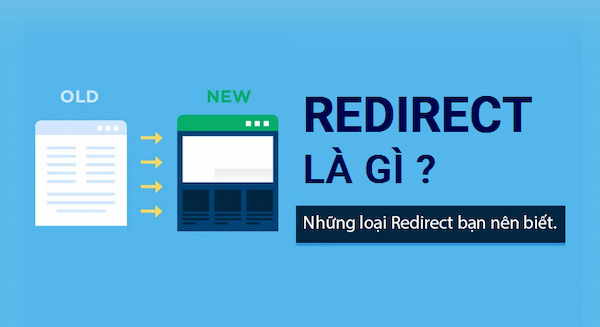 OLD
NEW
REDIRECT
LÀ GÌ ?
Những loại Redirect bạn nên biết.